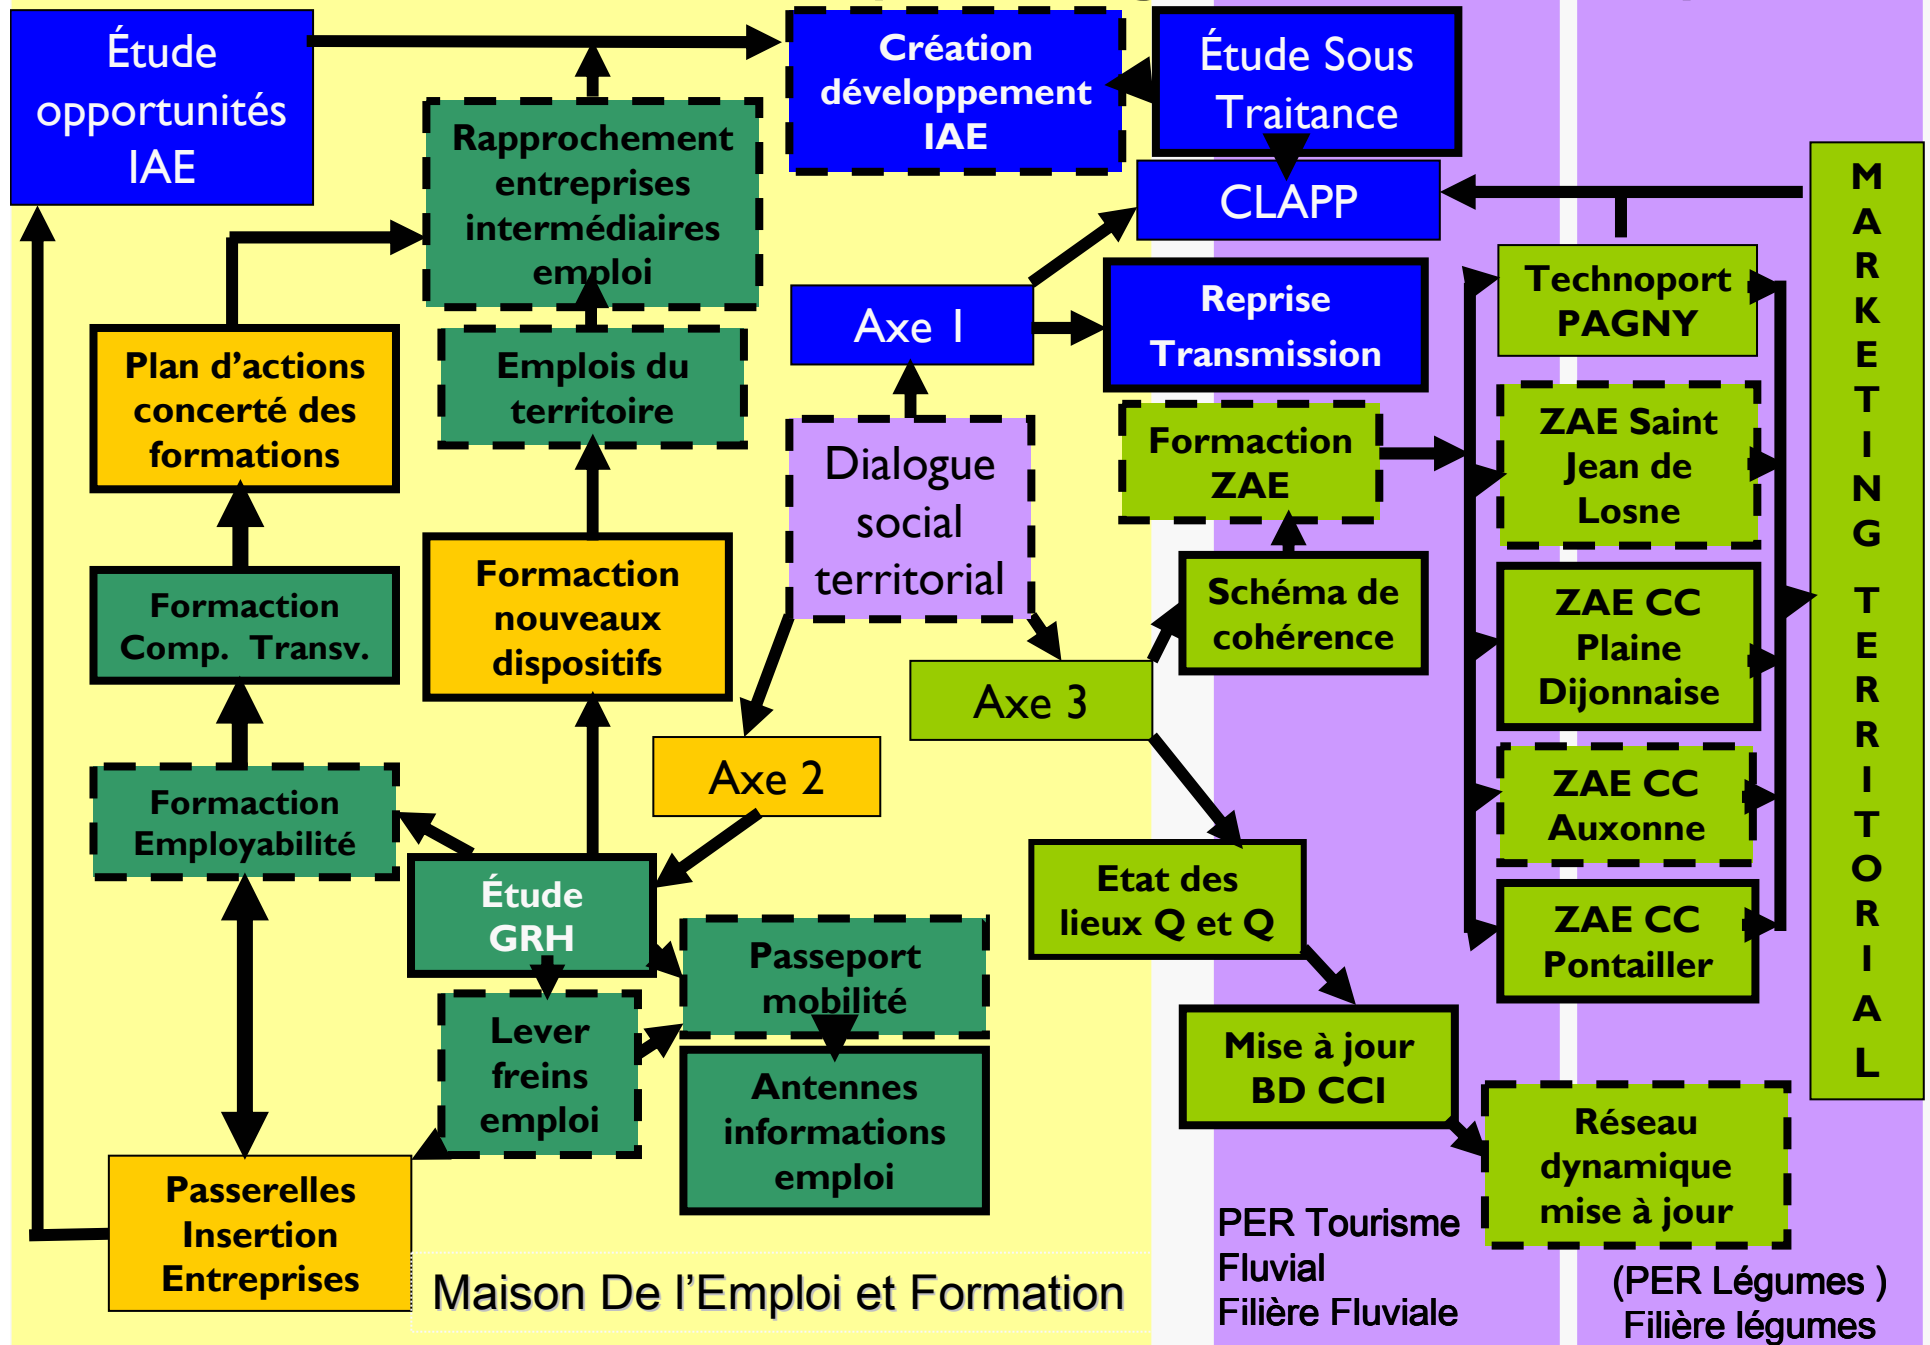 Étude
opportunités
IAE
Création
développement
IAE
Étude Sous
Traitance
Rapprochement
entreprises
intermédiaires
emploi
CLAPP
Axe 1
Reprise
Transmission
Technoport
PAGNY
Plan d’actions
concerté des
formations
Emplois du
territoire
Dialogue
social
territorial
Formaction
ZAE
ZAE Saint
Jean de
Losne
Formaction
Comp. Transv.
Formaction
nouveaux
dispositifs
Schéma de
cohérence
ZAE CC
Plaine
Dijonnaise
Axe 3
Axe 2
Formaction
Employabilité
ZAE CC
Auxonne
Étude
GRH
Etat des
lieux Q et Q
ZAE CC
Pontailler
Passeport
mobilité
Lever
freins
emploi
Antennes
informations
emploi
Mise à jour
BD CCI
Réseau
dynamique
mise à jour
Passerelles
Insertion
Entreprises
MARKETING TERRITORIAL
Maison De l’Emploi et Formation
PER Tourisme
Fluvial
Filière Fluviale
(PER Légumes )
Filière légumes